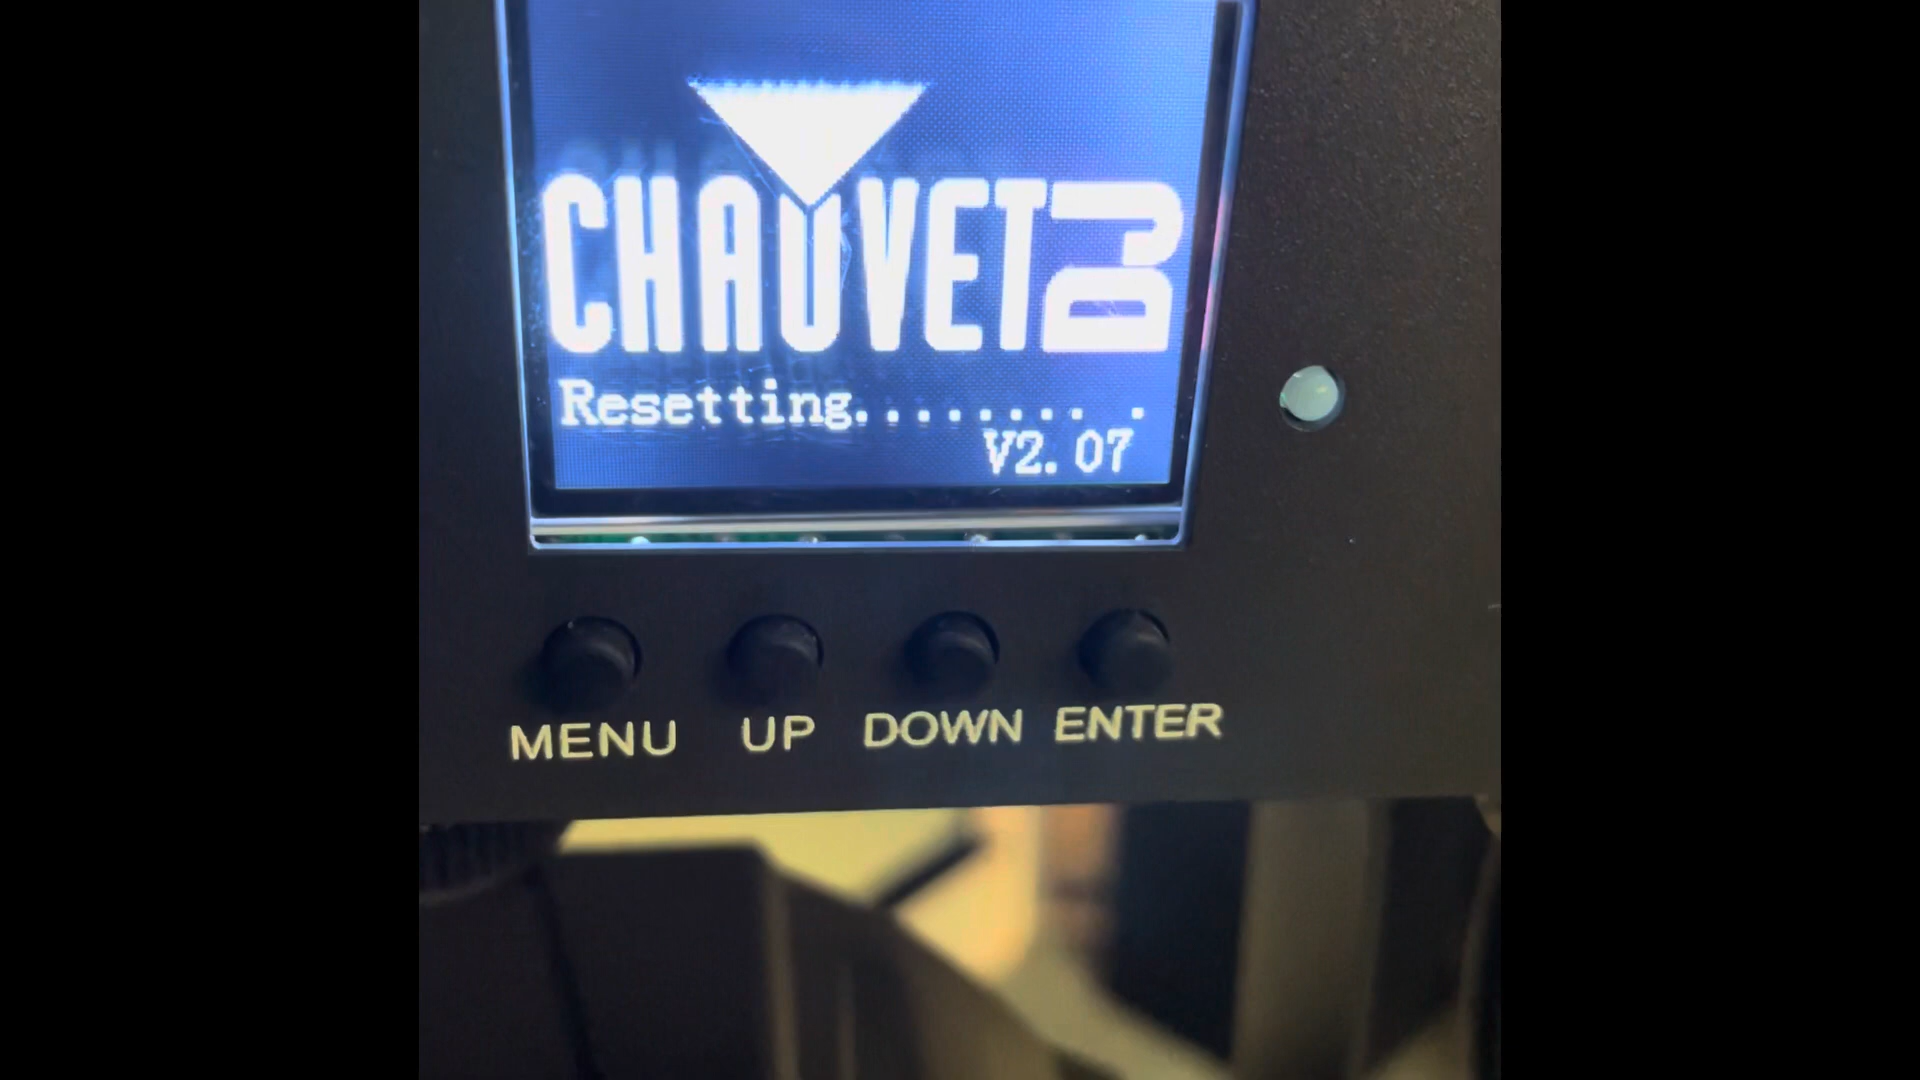 CHAUVET DJ
Resetting........ .
V2.07
MENU UP DOWN ENTER